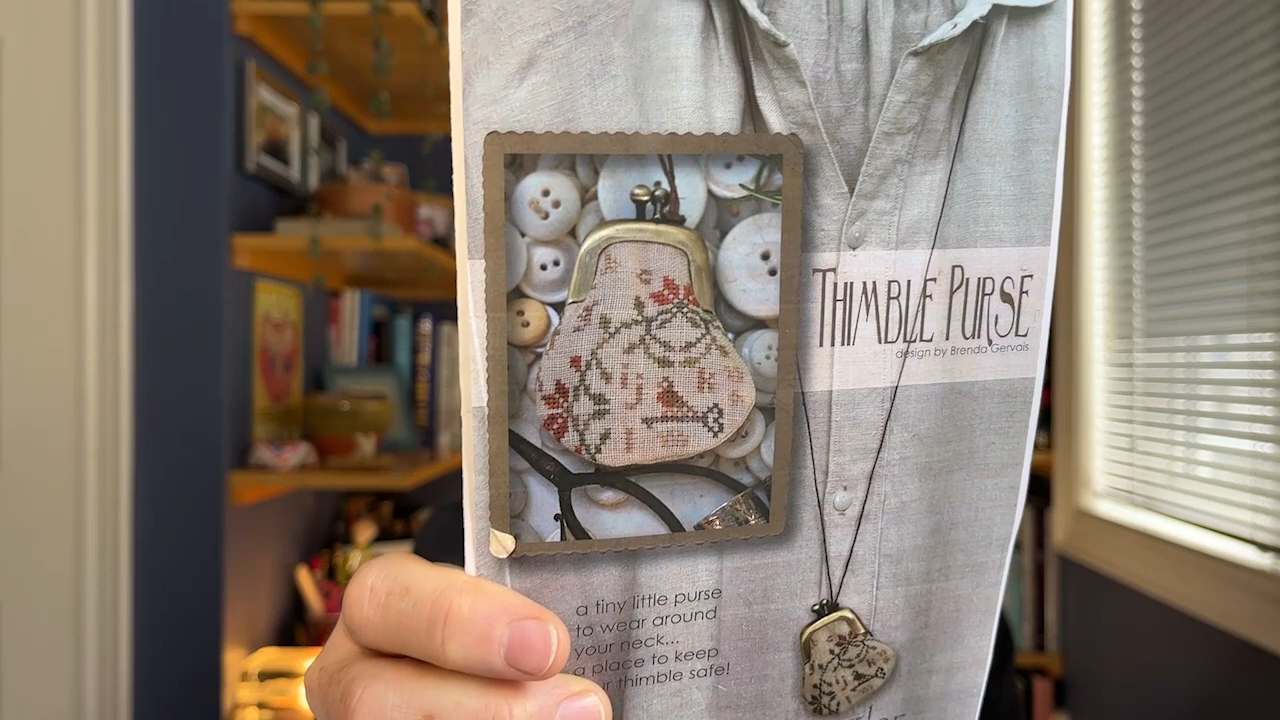 THIMBLE PURSE
design by Brenda Gervais
a tiny little purse
to wear around
your neck...
a place to keep
thimble safe!